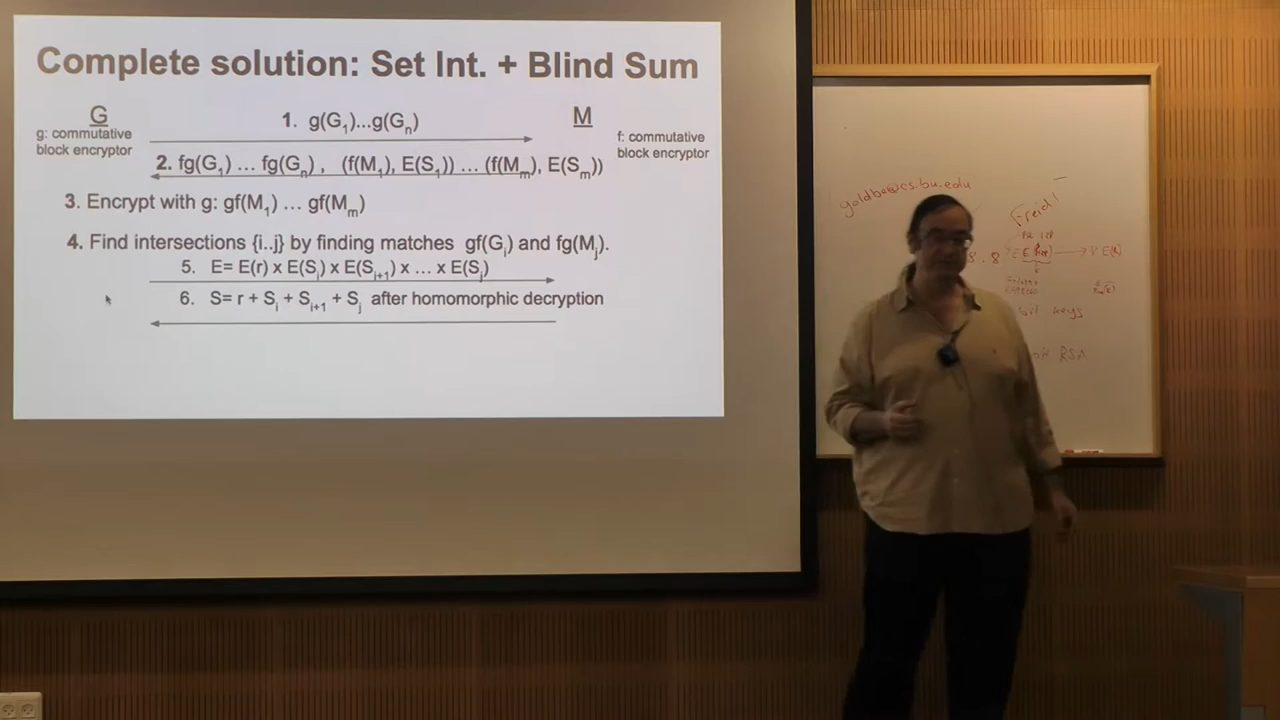 Complete solution: Set Int. + Blind Sum
G
g: commutative
block encryptor
1. g(G₁)...g(Gₙ)
M
f: commutative
block encryptor
2. fg(G₁) ... fg(Gₙ) , (f(M₁), E(S₁)) ... (f(Mₘ), E(Sₘ))
3. Encrypt with g: gf(M₁) ... gf(Mₘ)
4. Find intersections {i..j} by finding matches gf(Gᵢ) and fg(Mⱼ).
5. E= E(r) x E(Sᵢ) x E(Sᵢ₊₁) x ... x E(Sⱼ)
6. S= r + Sᵢ + Sᵢ₊₁ + Sⱼ after homomorphic decryption
goldbe@cs.bu.edu
bit keys
RSA